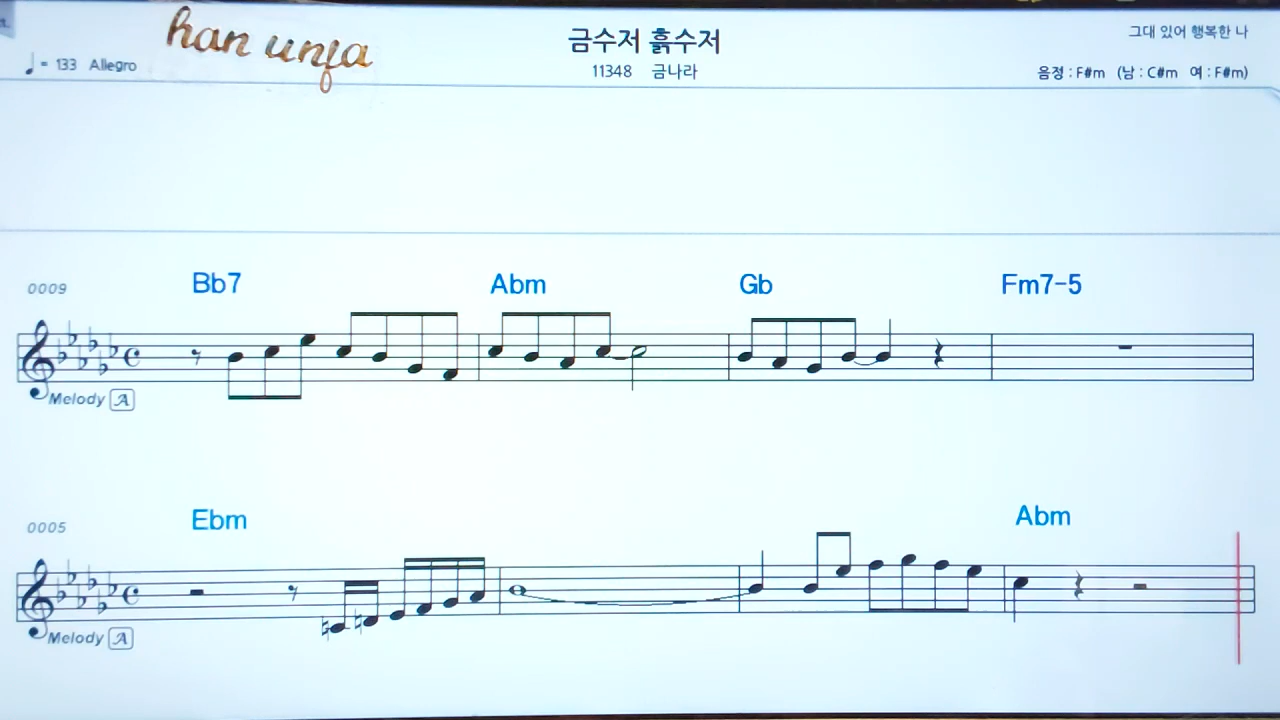 han unja
금수저 흙수저
그대 있어 행복한 나
♩ = 133 Allegro
11348 금나라
음정 : F#m (남 : C#m 여 : F#m)
0009
Bb7 Abm Gb Fm7-5
Melody A
0005
Ebm Abm
Melody A